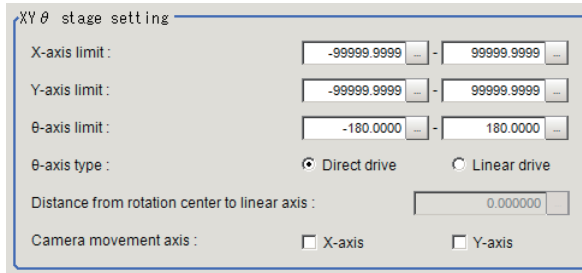 XYθ stage setting
X-axis limit : -99999.9999 ... - 99999.9999 ...
Y-axis limit : -99999.9999 ... - 99999.9999 ...
θ-axis limit : -180.0000 ... - 180.0000 ...
θ-axis type : Direct drive Linear drive
Distance from rotation center to linear axis : 0.000000 ...
Camera movement axis : X-axis Y-axis